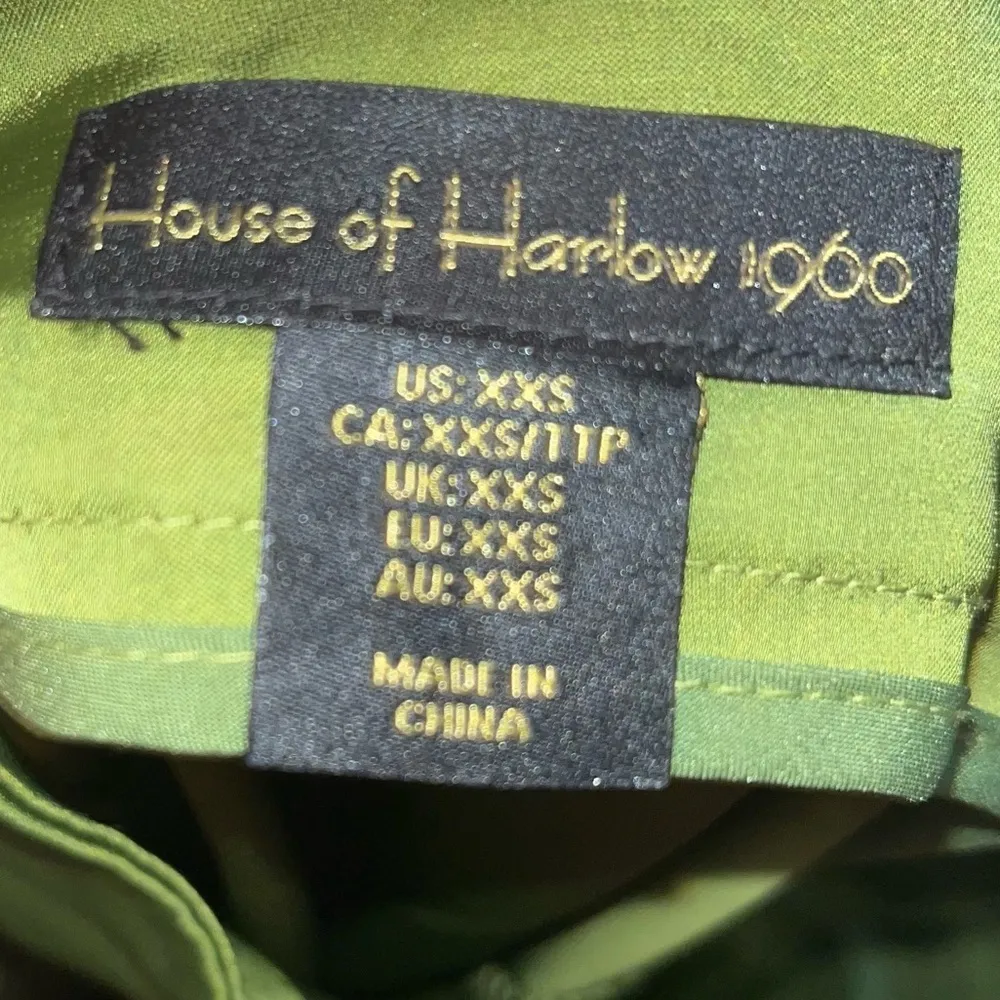 House of Harlow 1960
US: XXS
CA: XXS/TTP
UK: XXS
EU: XXS
AU: XXS
MADE IN
CHINA